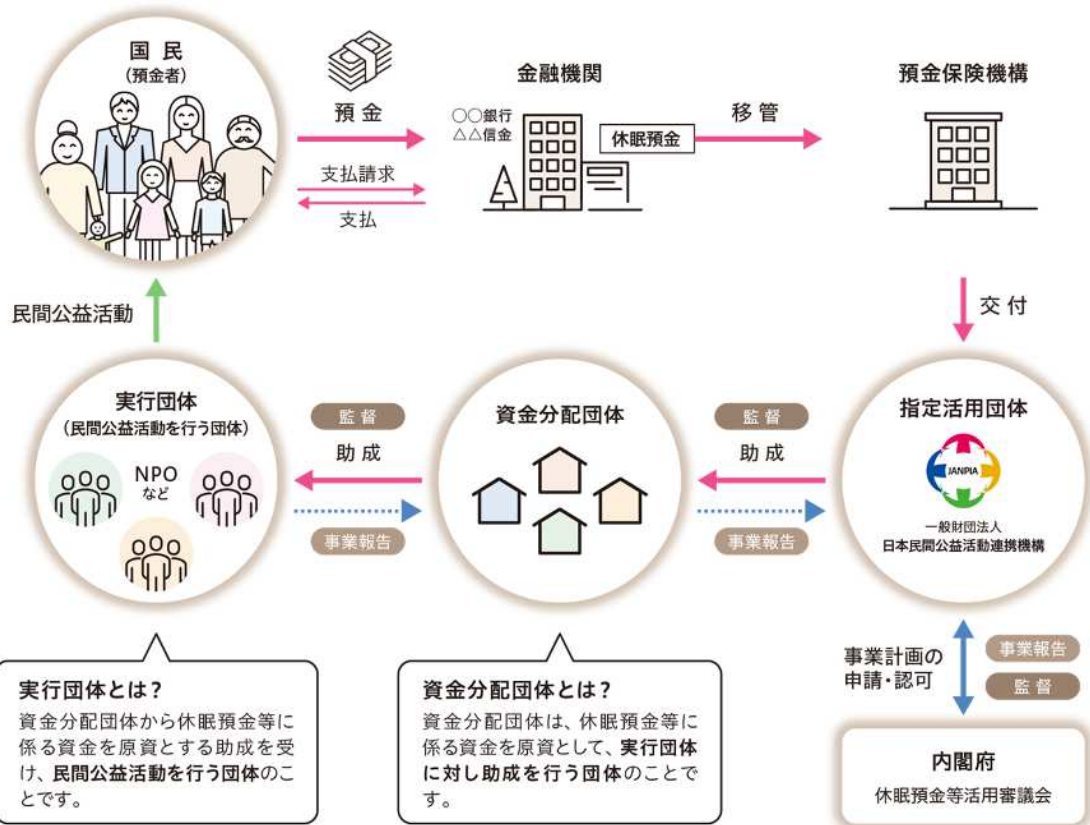 国民
(預金者)
預金
支払請求
支払
金融機関
○○銀行
△△信金
休眠預金
移管
預金保険機構
交付
民間公益活動
実行団体
(民間公益活動を行う団体)
NPO
など
監督
助成
事業報告
資金分配団体
監督
助成
事業報告
指定活用団体
JANPIA
一般財団法人
日本民間公益活動連携機構
実行団体とは?
資金分配団体から休眠預金等に
係る資金を原資とする助成を受
け、民間公益活動を行う団体のこ
とです。
資金分配団体とは?
資金分配団体は、休眠預金等に
係る資金を原資として、実行団体
に対し助成を行う団体のことで
す。
事業計画の
申請・認可
事業報告
監督
内閣府
休眠預金等活用審議会